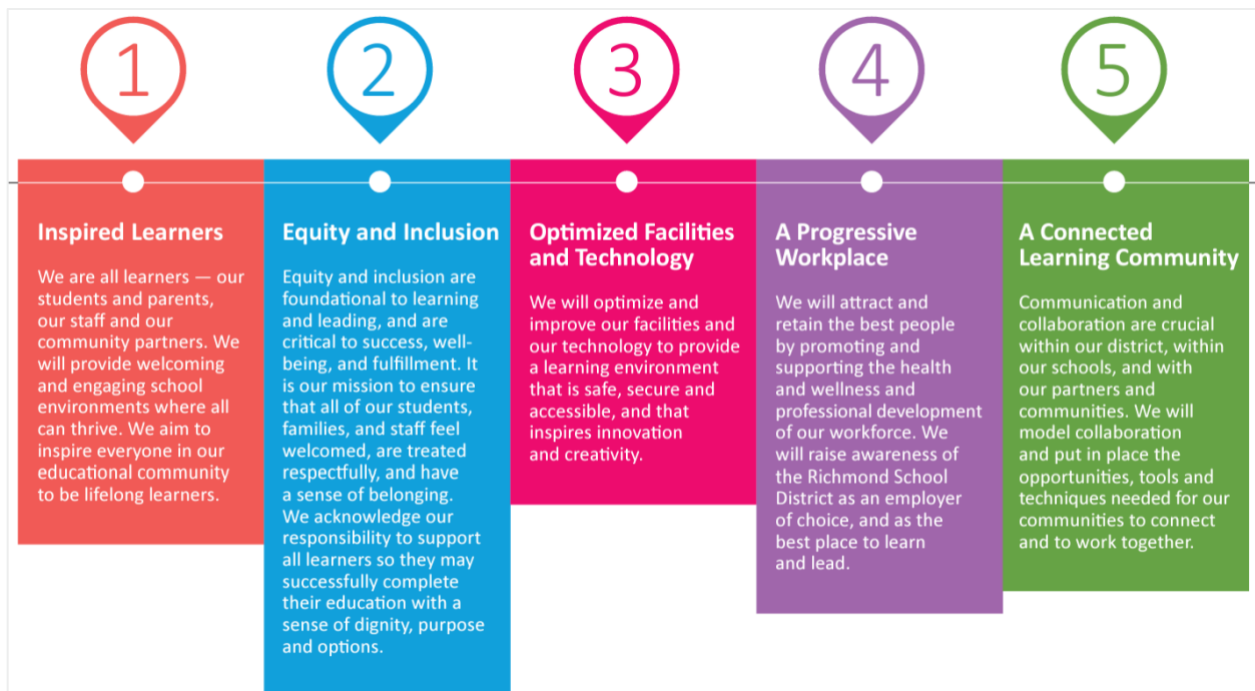 1
Inspired Learners
We are all learners — our
students and parents,
our staff and our
community partners. We
will provide welcoming
and engaging school
environments where all
can thrive. We aim to
inspire everyone in our
educational community
to be lifelong learners.
2
Equity and Inclusion
Equity and inclusion are
foundational to learning
and leading, and are
critical to success, well-
being, and fulfillment. It
is our mission to ensure
that all of our students,
families, and staff feel
welcomed, are treated
respectfully, and have
a sense of belonging.
We acknowledge our
responsibility to support
all learners so they may
successfully complete
their education with a
sense of dignity, purpose
and options.
3
Optimized Facilities
and Technology
We will optimize and
improve our facilities and
our technology to provide
a learning environment
that is safe, secure and
accessible, and that
inspires innovation
and creativity.
4
A Progressive
Workplace
We will attract and
retain the best people
by promoting and
supporting the health
and wellness and
professional development
of our workforce. We
will raise awareness of
the Richmond School
District as an employer
of choice, and as the
best place to learn
and lead.
5
A Connected
Learning Community
Communication and
collaboration are crucial
within our district, within
our schools, and with
our partners and
communities. We will
model collaboration
and put in place the
opportunities, tools and
techniques needed for our
communities to connect
and to work together.